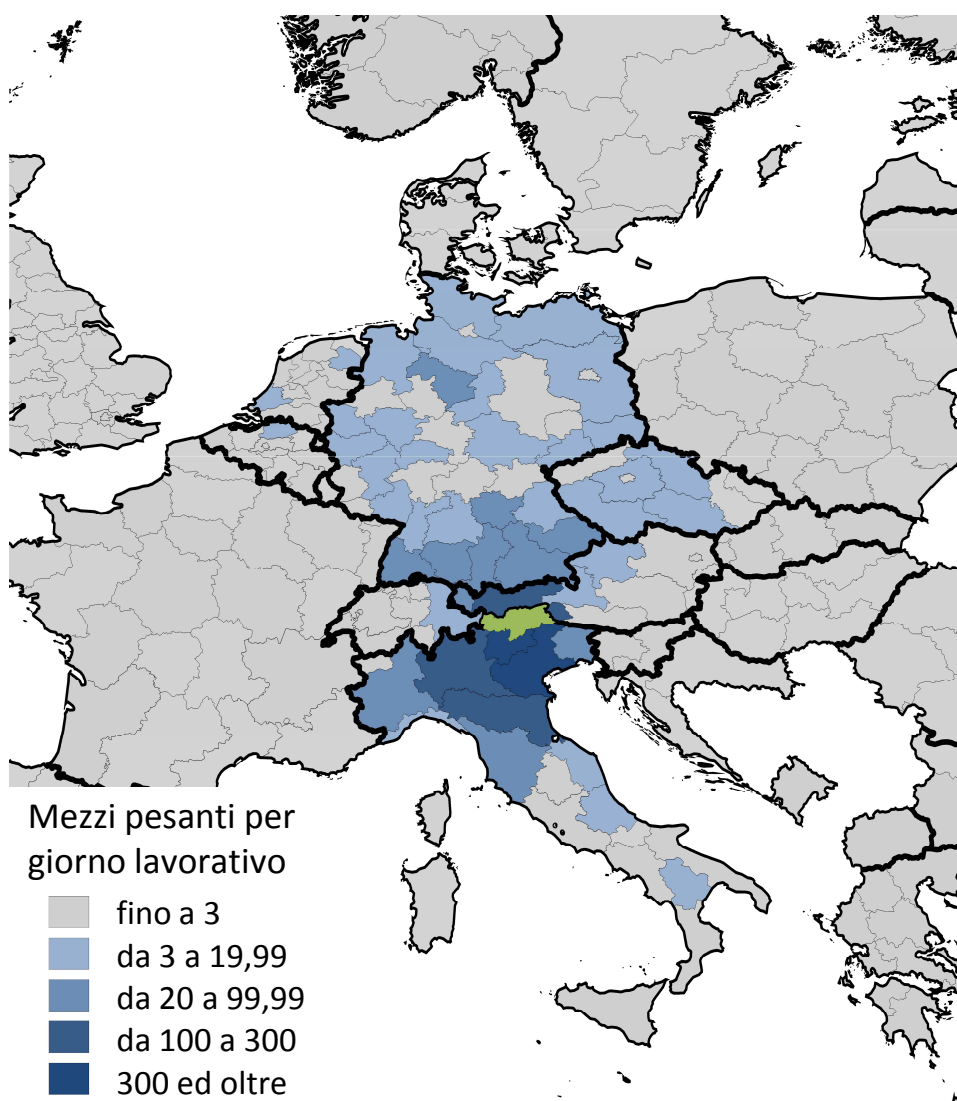 Mezzi pesanti per
giorno lavorativo
fino a 3
da 3 a 19,99
da 20 a 99,99
da 100 a 300
300 ed oltre